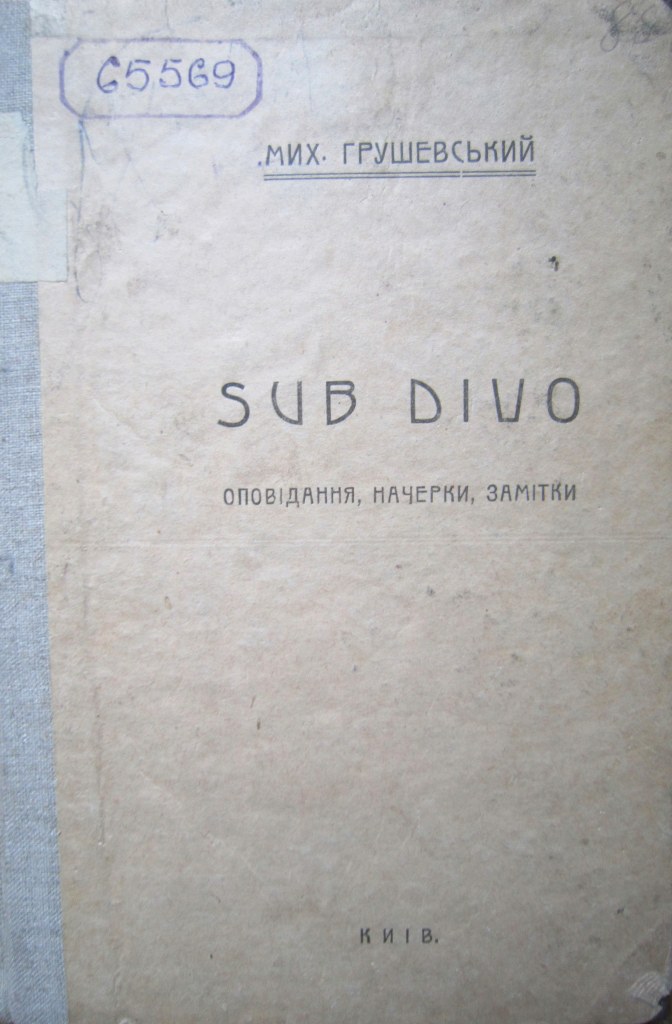 65569
МИХ. ГРУШЕВСЬКИЙ
SUB DIVO
ОПОВІДАННЯ, НАЧЕРКИ, ЗАМІТКИ
КИІВ.